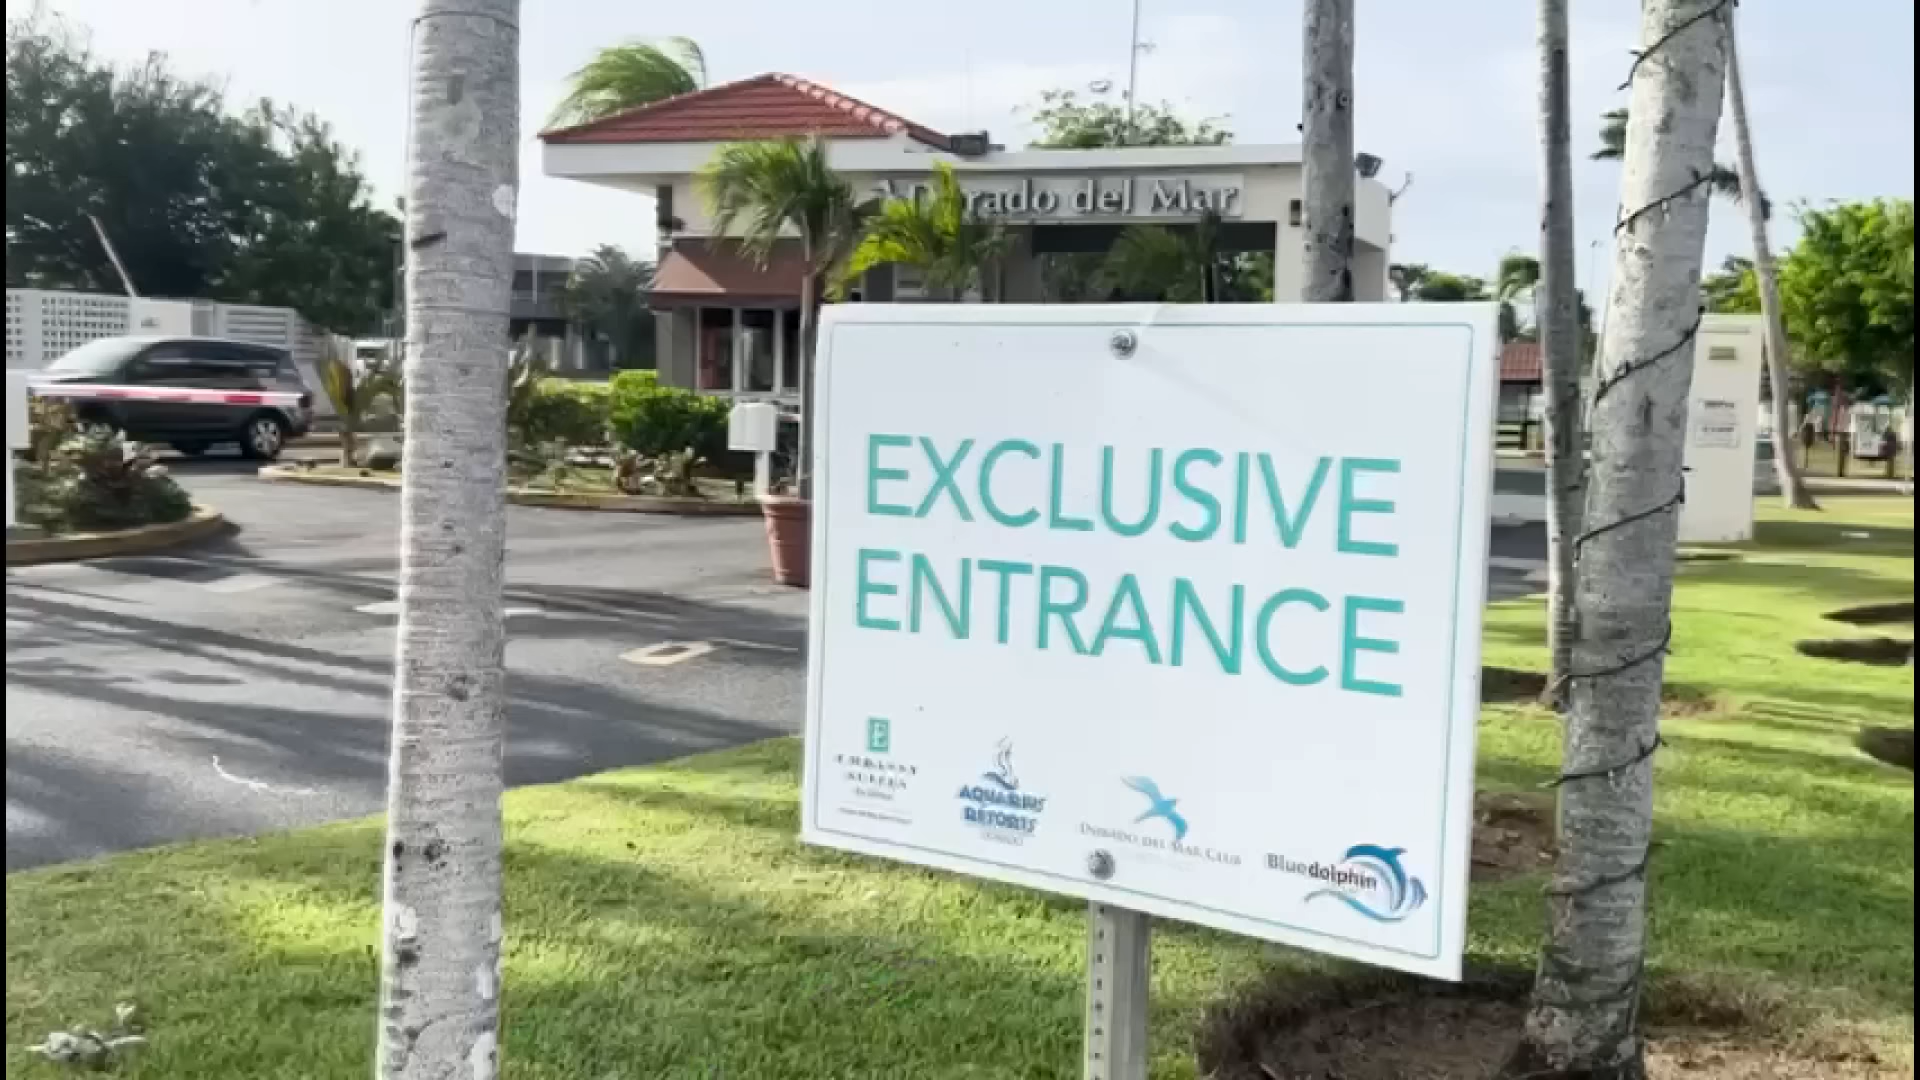 Dorado del Mar
EXCLUSIVE
ENTRANCE
E
EMBASSY
SUITES
AQUARIUS
RESORTS
DORADO DEL MAR CLUB
Bluedolphin